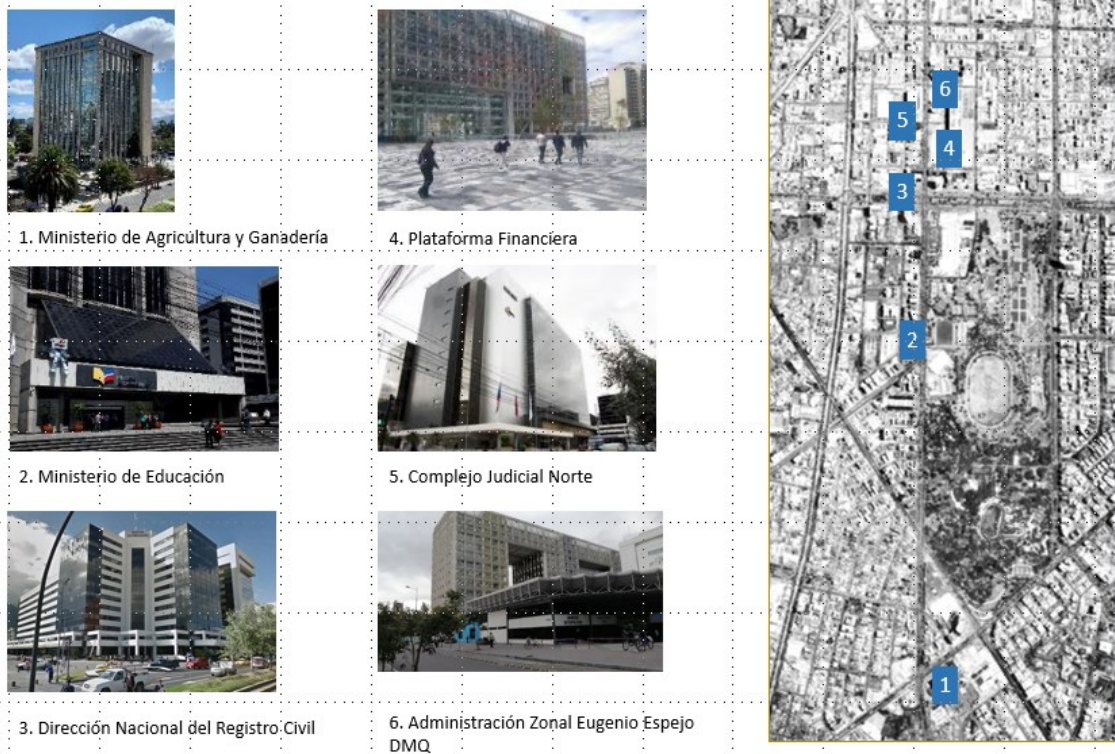 1. Ministerio de Agricultura y Ganadería
4. Plataforma Financiera
2. Ministerio de Educación
5. Complejo Judicial Norte
3. Dirección Nacional del Registro Civil
6. Administración Zonal Eugenio Espejo
DMQ
6
5
4
3
2
1